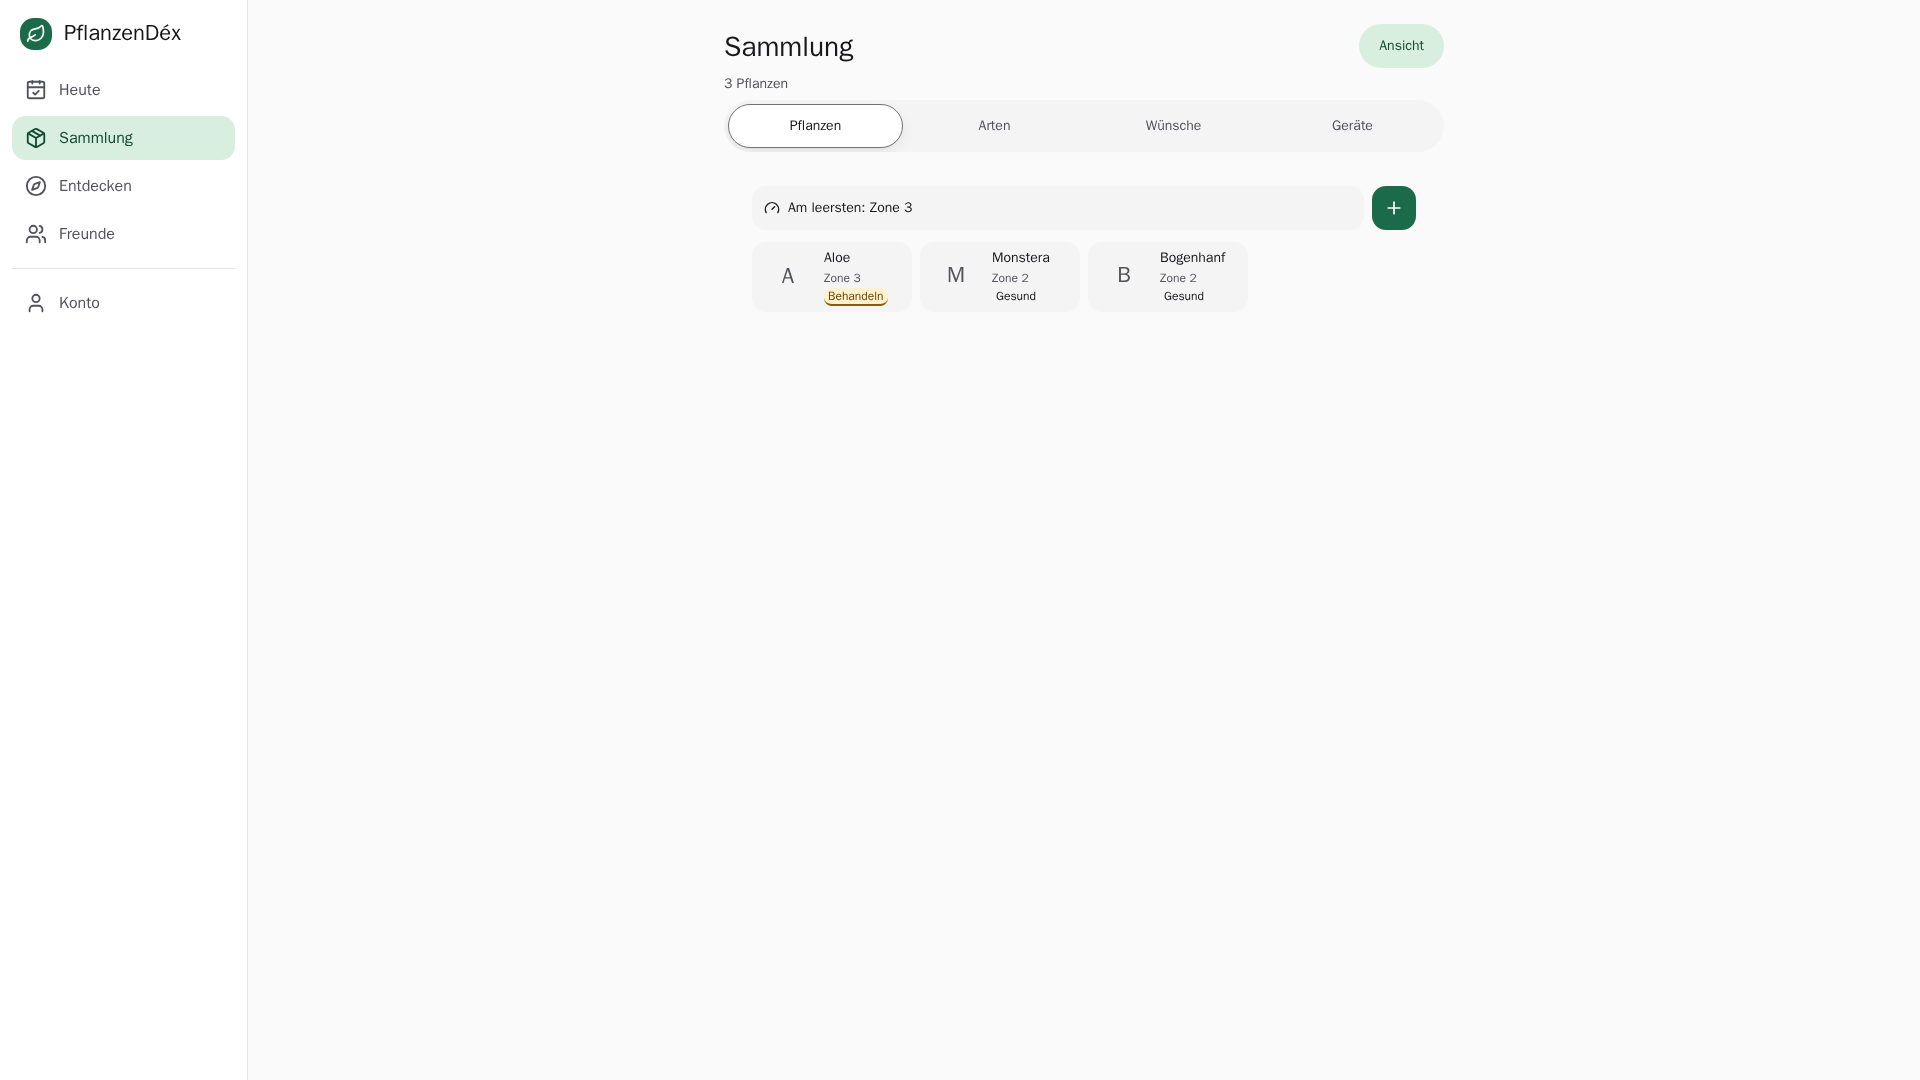 PflanzenDéx
Heute
Sammlung
Entdecken
Freunde
Konto
Sammlung
Ansicht
3 Pflanzen
Pflanzen
Arten
Wünsche
Geräte
Am leersten: Zone 3
A
Aloe
Zone 3
Behandeln
M
Monstera
Zone 2
Gesund
B
Bogenhanf
Zone 2
Gesund